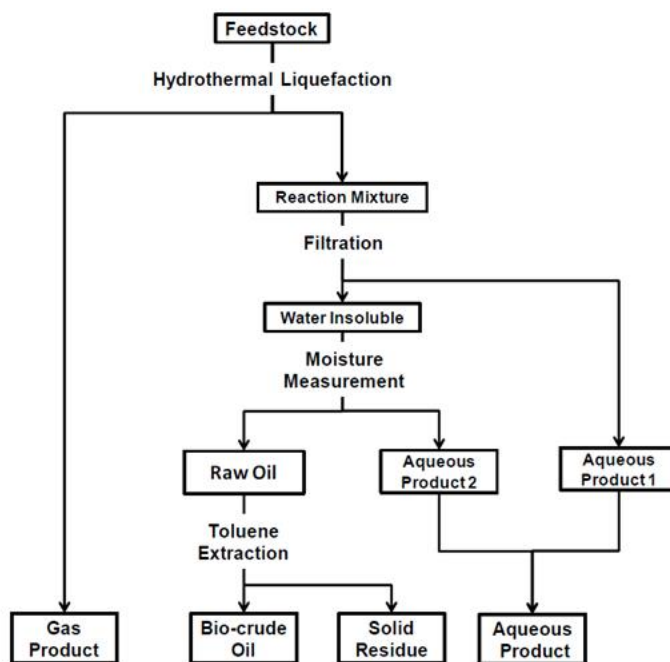 Feedstock
Hydrothermal Liquefaction
Reaction Mixture
Filtration
Water Insoluble
Moisture
Measurement
Raw Oil
Aqueous
Product 2
Aqueous
Product 1
Toluene
Extraction
Gas
Product
Bio-crude
Oil
Solid
Residue
Aqueous
Product